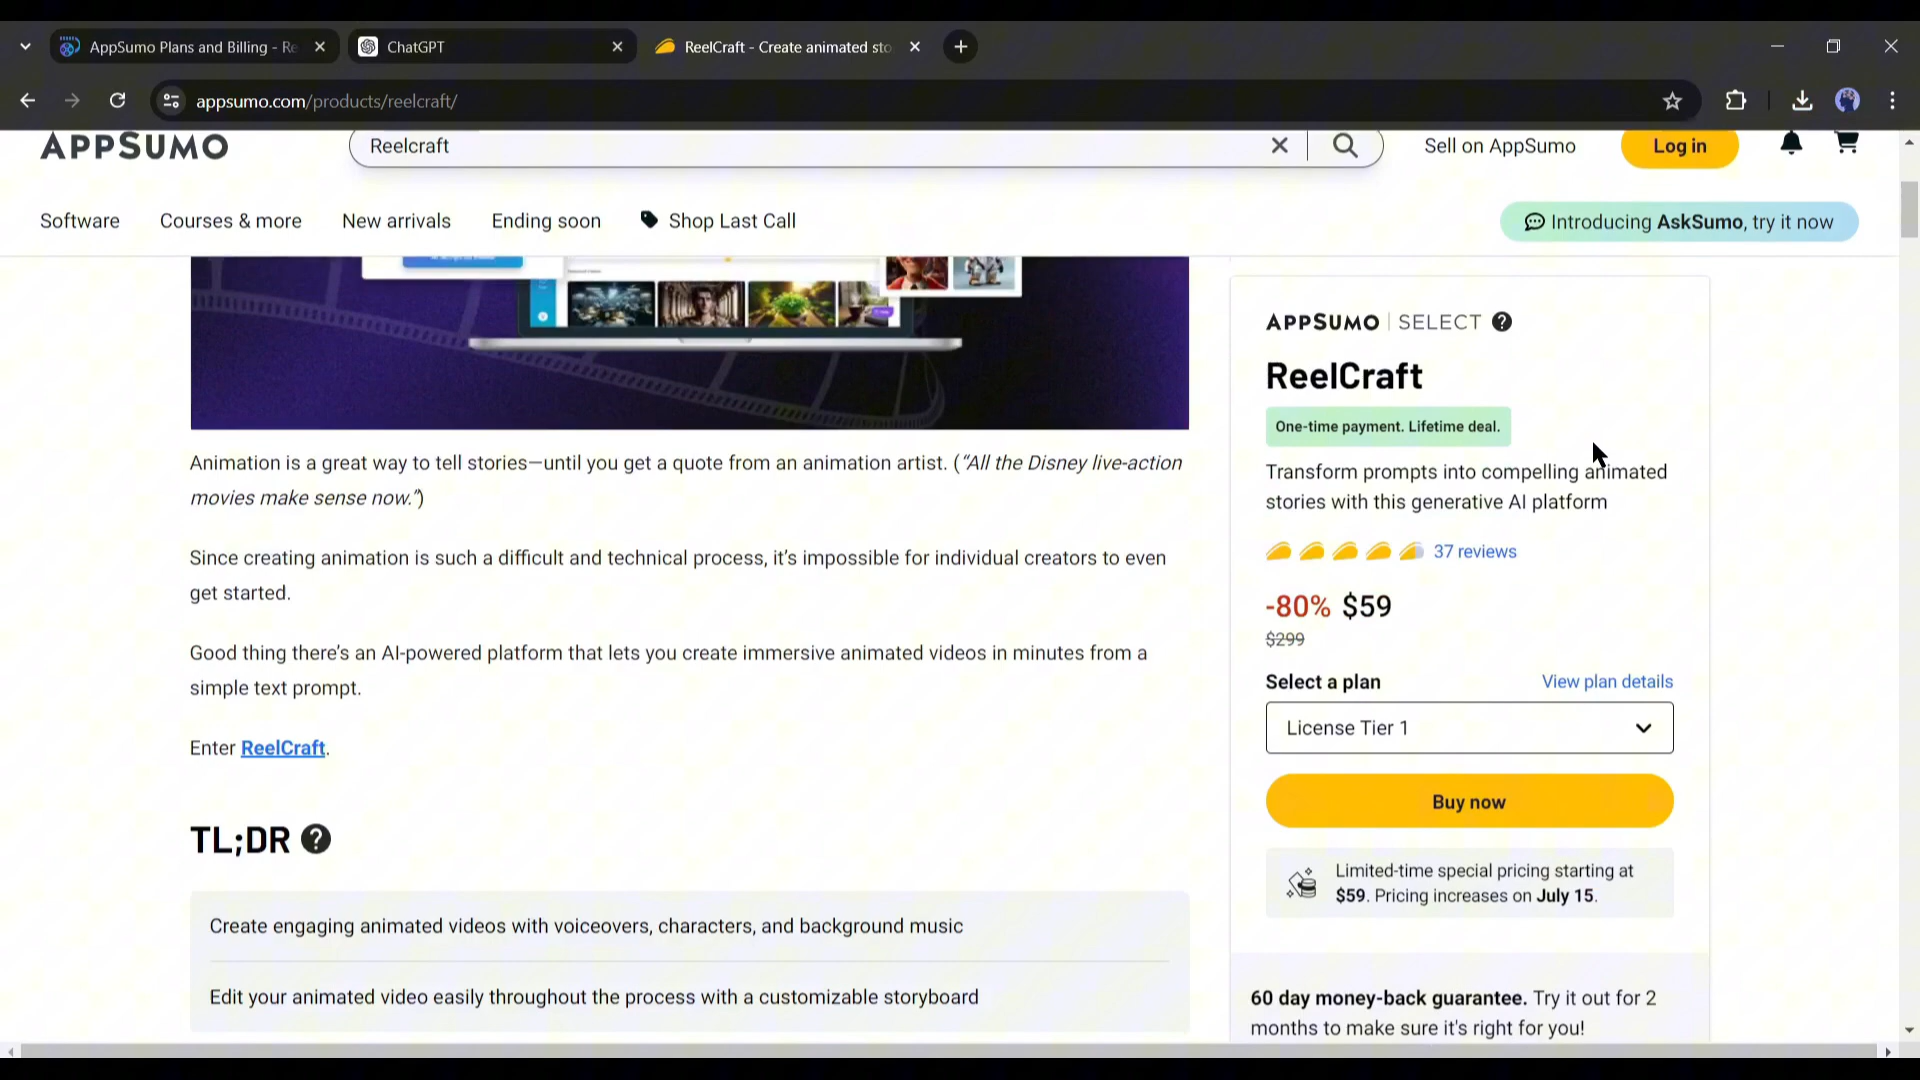 AppSumo Plans and Billing - Re
ChatGPT
ReelCraft - Create animated sto
appsumo.com/products/reelcraft/
APPSUMO
Reelcraft
Sell on AppSumo
Log in
Software
Courses & more
New arrivals
Ending soon
Shop Last Call
Introducing AskSumo, try it now
Animation is a great way to tell stories—until you get a quote from an animation artist. (“All the Disney live-action
movies make sense now.”)
Since creating animation is such a difficult and technical process, it’s impossible for individual creators to even
get started.
Good thing there’s an AI-powered platform that lets you create immersive animated videos in minutes from a
simple text prompt.
Enter ReelCraft.
TL;DR ?
Create engaging animated videos with voiceovers, characters, and background music
Edit your animated video easily throughout the process with a customizable storyboard
APPSUMO | SELECT ?
ReelCraft
One-time payment. Lifetime deal.
Transform prompts into compelling animated
stories with this generative AI platform
37 reviews
-80% $59
$299
Select a plan
View plan details
License Tier 1
Buy now
Limited-time special pricing starting at
$59. Pricing increases on July 15.
60 day money-back guarantee. Try it out for 2
months to make sure it's right for you!